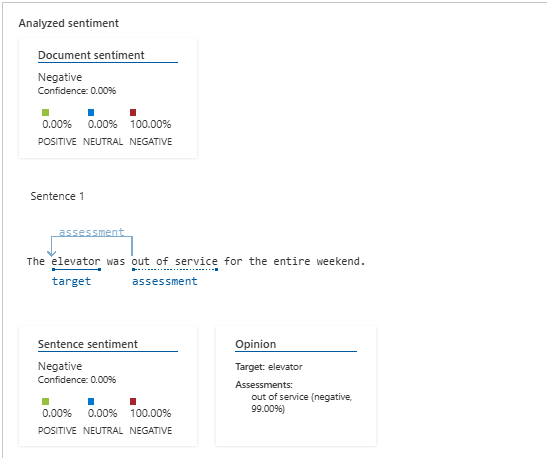 Analyzed sentiment
Document sentiment
Negative
Confidence: 0.00%
0.00% 0.00% 100.00%
POSITIVE NEUTRAL NEGATIVE
Sentence 1
assessment
The elevator was out of service for the entire weekend.
target assessment
Sentence sentiment
Negative
Confidence: 0.00%
0.00% 0.00% 100.00%
POSITIVE NEUTRAL NEGATIVE
Opinion
Target: elevator
Assessments:
out of service (negative,
99.00%)